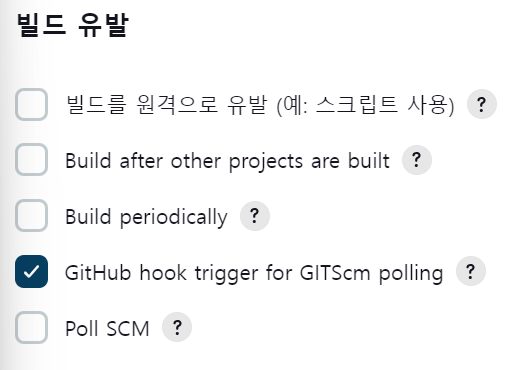 빌드 유발
빌드를 원격으로 유발 (예: 스크립트 사용) ?
Build after other projects are built ?
Build periodically ?
GitHub hook trigger for GITScm polling ?
Poll SCM ?